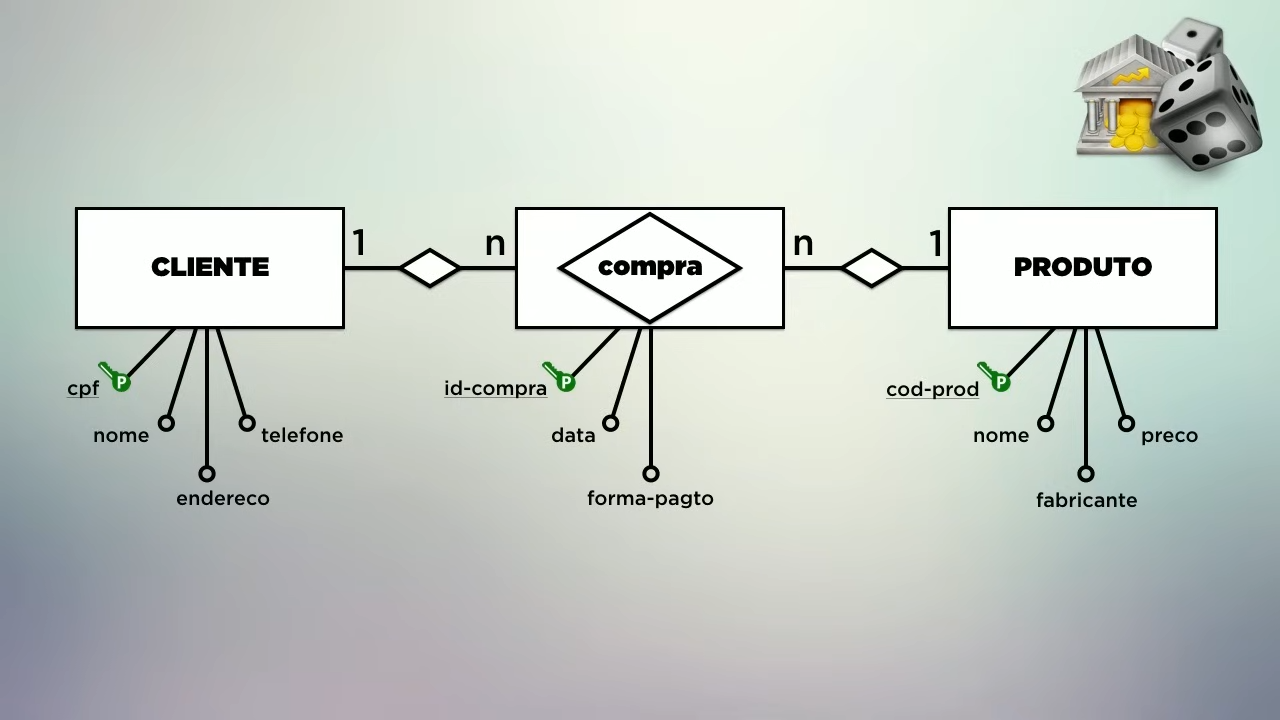 1
n
n
1
CLIENTE
compra
PRODUTO
P
P
P
cpf
id-compra
cod-prod
nome
telefone
data
nome
preco
endereco
forma-pagto
fabricante